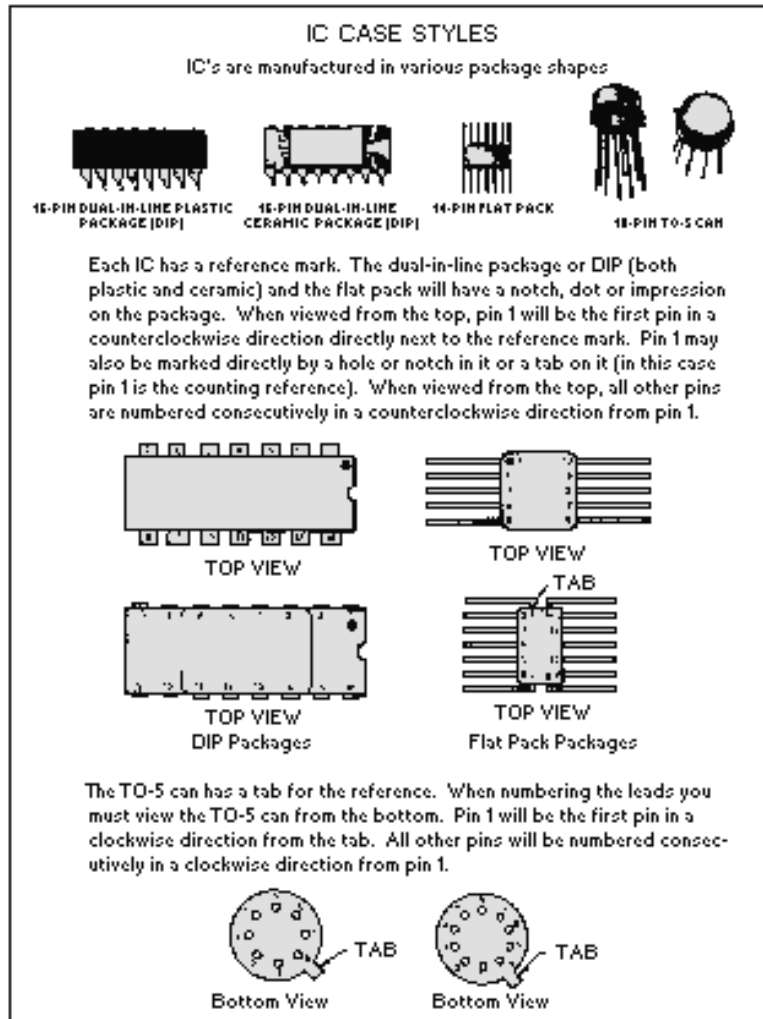 IC CASE STYLES
IC's are manufactured in various package shapes
16-PIN DUAL-IN-LINE PLASTIC
PACKAGE (DIP)
16-PIN DUAL-IN-LINE
CERAMIC PACKAGE (DIP)
14-PIN FLAT PACK
10-PIN TO-5 CAN
Each IC has a reference mark. The dual-in-line package or DIP (both
plastic and ceramic) and the flat pack will have a notch, dot or impression
on the package. When viewed from the top, pin 1 will be the first pin in a
counterclockwise direction directly next to the reference mark. Pin 1 may
also be marked directly by a hole or notch in it or a tab on it (in this case
pin 1 is the counting reference). When viewed from the top, all other pins
are numbered consecutively in a counterclockwise direction from pin 1.
TOP VIEW
TOP VIEW
TAB
TOP VIEW
DIP Packages
TOP VIEW
Flat Pack Packages
The TO-5 can has a tab for the reference. When numbering the leads you
must view the TO-5 can from the bottom. Pin 1 will be the first pin in a
clockwise direction from the tab. All other pins will be numbered consec-
utively in a clockwise direction from pin 1.
TAB
Bottom View
TAB
Bottom View